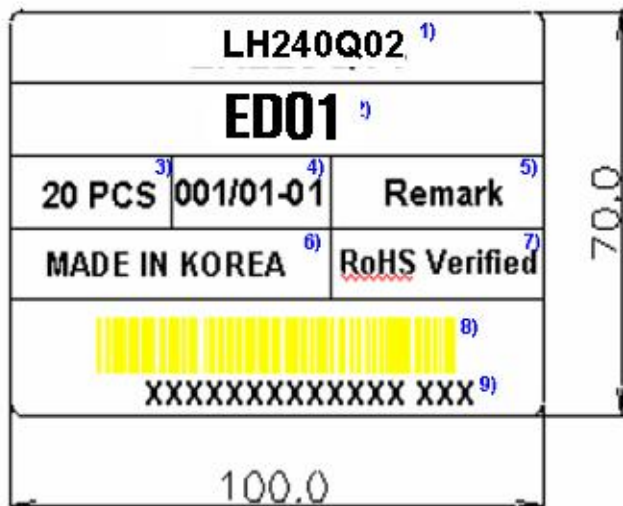 LH240Q02 1)
ED01 2)
20 PCS 3) 001/01-01 4) Remark 5)
MADE IN KOREA 6) RoHS Verified 7)
8)
XXXXXXXXXXXXX XXX 9)
70.0
100.0